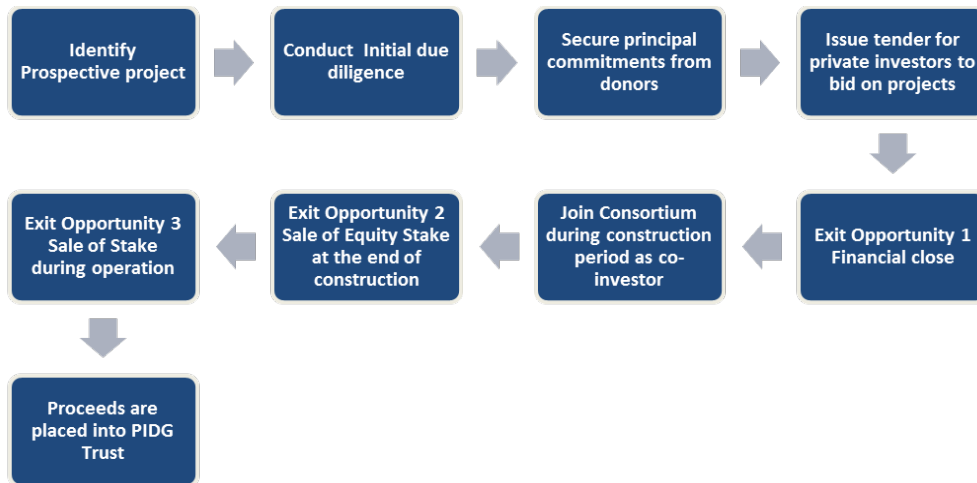 Identify
Prospective project
Conduct Initial due
diligence
Secure principal
commitments from
donors
Issue tender for
private investors to
bid on projects
Exit Opportunity 1
Financial close
Join Consortium
during construction
period as co-
investor
Exit Opportunity 2
Sale of Equity Stake
at the end of
construction
Exit Opportunity 3
Sale of Stake
during operation
Proceeds are
placed into PIDG
Trust